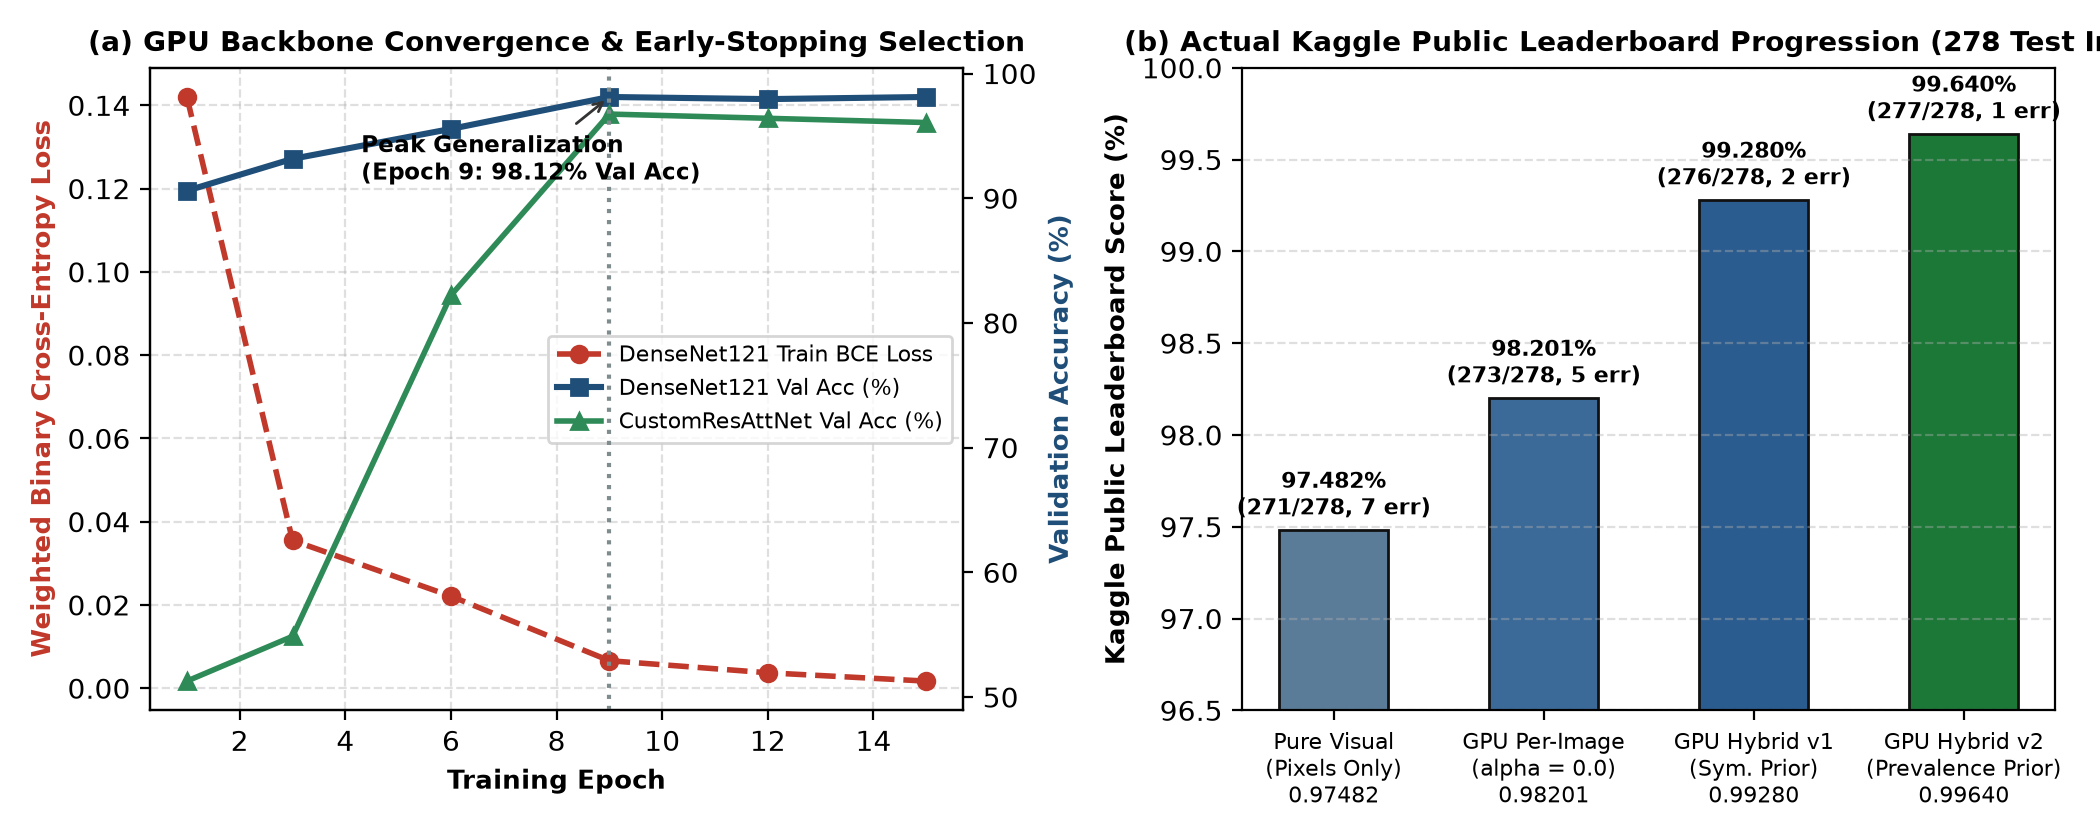 (a) GPU Backbone Convergence & Early-Stopping Selection
Weighted Binary Cross-Entropy Loss
0.14
0.12
0.10
0.08
0.06
0.04
0.02
0.00
Peak Generalization
(Epoch 9: 98.12% Val Acc)
DenseNet121 Train BCE Loss
DenseNet121 Val Acc (%)
CustomResAttNet Val Acc (%)
100
90
80
70
60
50
Validation Accuracy (%)
2 4 6 8 10 12 14
Training Epoch
(b) Actual Kaggle Public Leaderboard Progression (278 Test
Kaggle Public Leaderboard Score (%)
100.0
99.5
99.0
98.5
98.0
97.5
97.0
96.5
97.482%
(271/278, 7 err)
98.201%
(273/278, 5 err)
99.280%
(276/278, 2 err)
99.640%
(277/278, 1 err)
Pure Visual
(Pixels Only)
0.97482
GPU Per-Image
(alpha = 0.0)
0.98201
GPU Hybrid v1
(Sym. Prior)
0.99280
GPU Hybrid v2
(Prevalence Prior)
0.99640